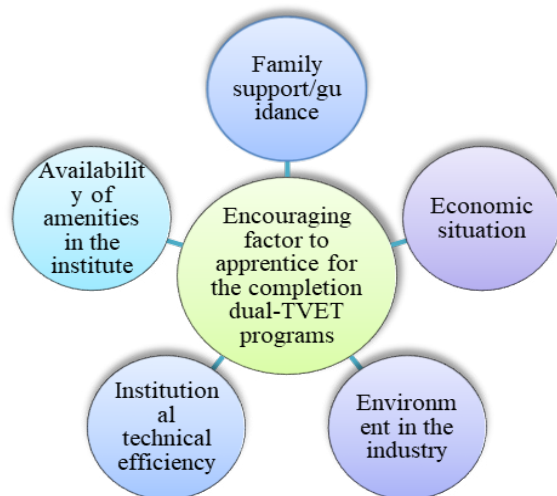 Family
support/gu
idance
Availabilit
y of
amenities
in the
institute
Encouraging
factor to
apprentice for
the completion
dual-TVET
programs
Economic
situation
Institution
al
technical
efficiency
Environm
ent in the
industry